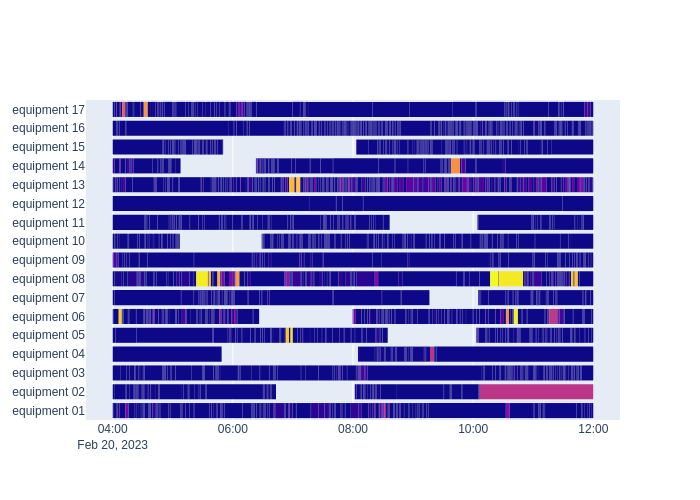 equipment 17
equipment 16
equipment 15
equipment 14
equipment 13
equipment 12
equipment 11
equipment 10
equipment 09
equipment 08
equipment 07
equipment 06
equipment 05
equipment 04
equipment 03
equipment 02
equipment 01
04:00 06:00 08:00 10:00 12:00
Feb 20, 2023